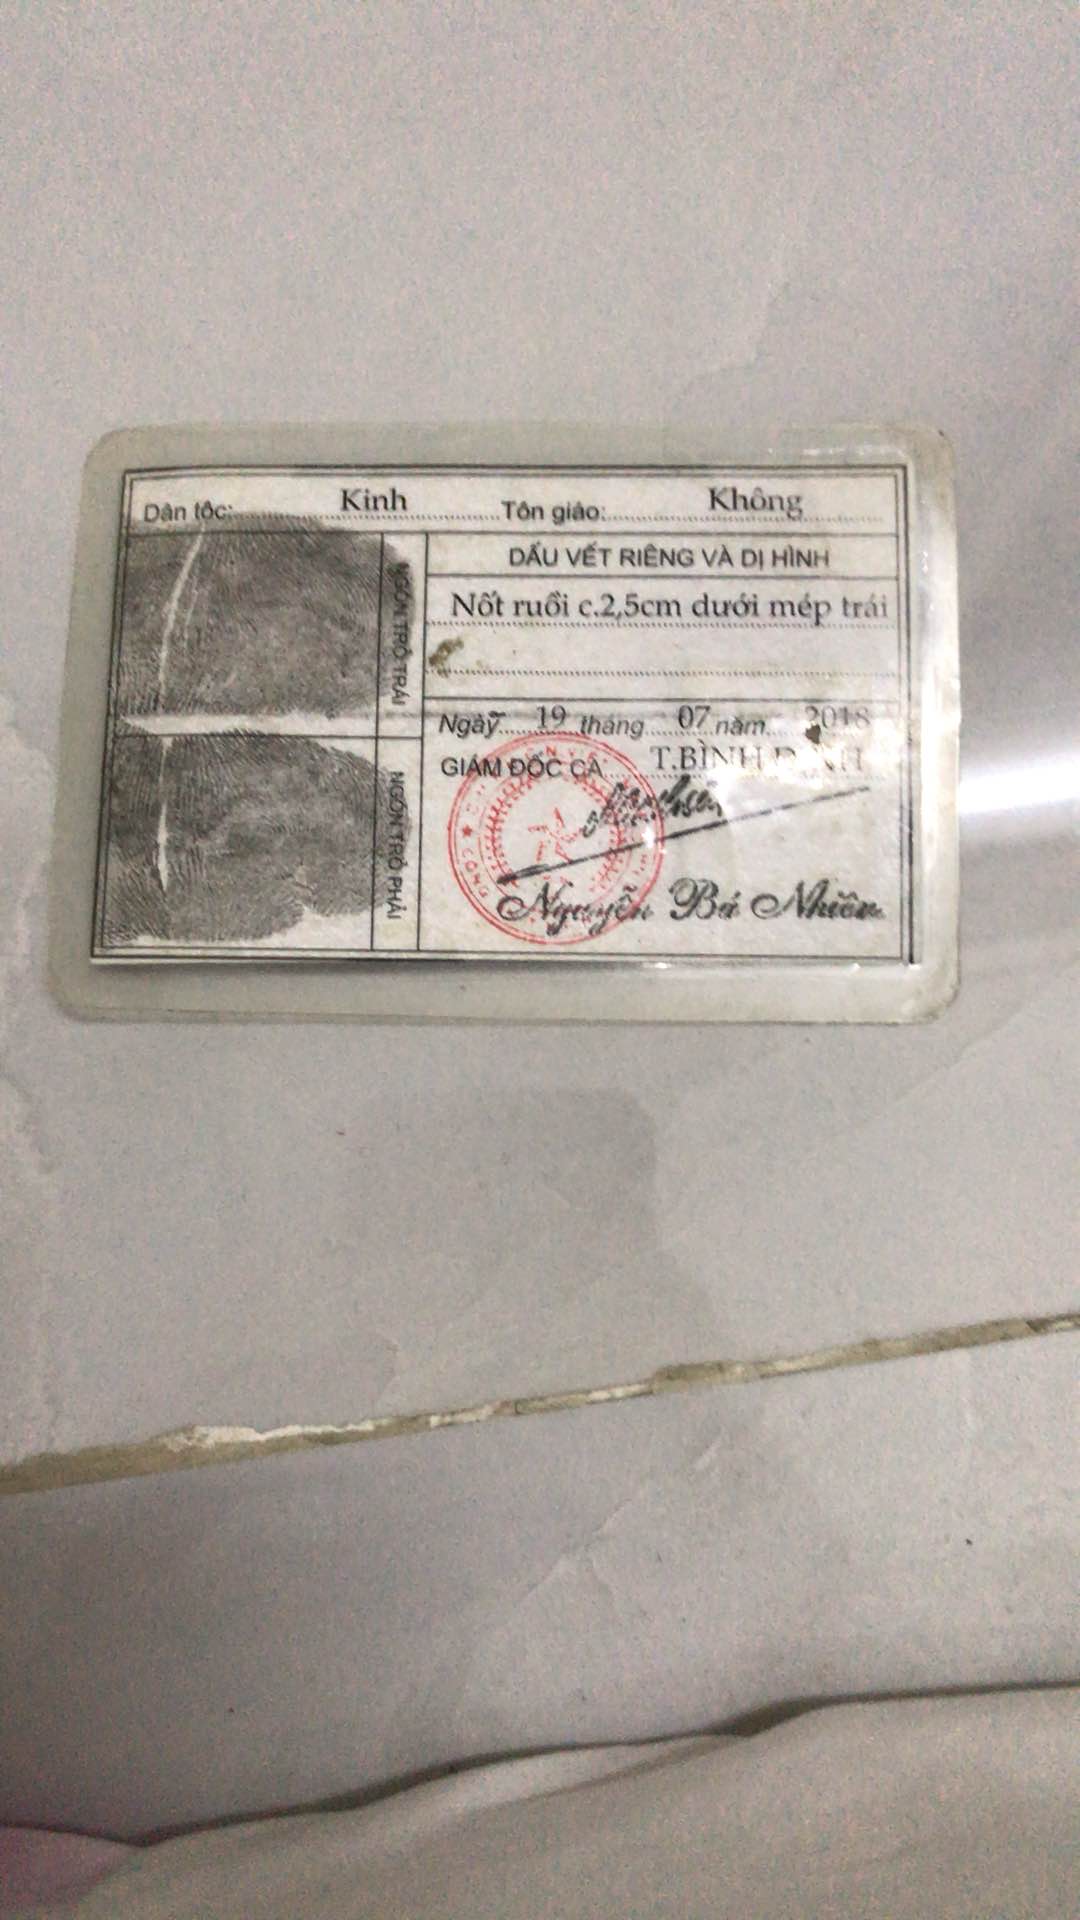 Dân tộc: Kinh Tôn giáo: Không
DẤU VẾT RIÊNG VÀ DỊ HÌNH
NGÓN TRỎ TRÁI
Nốt ruồi c.2,5cm dưới mép trái
Ngày 19 tháng 07 năm 2018
GIÁM ĐỐC CA T.BÌNH ĐỊNH
NGÓN TRỎ PHẢI
Nguyễn Bá Nhiên